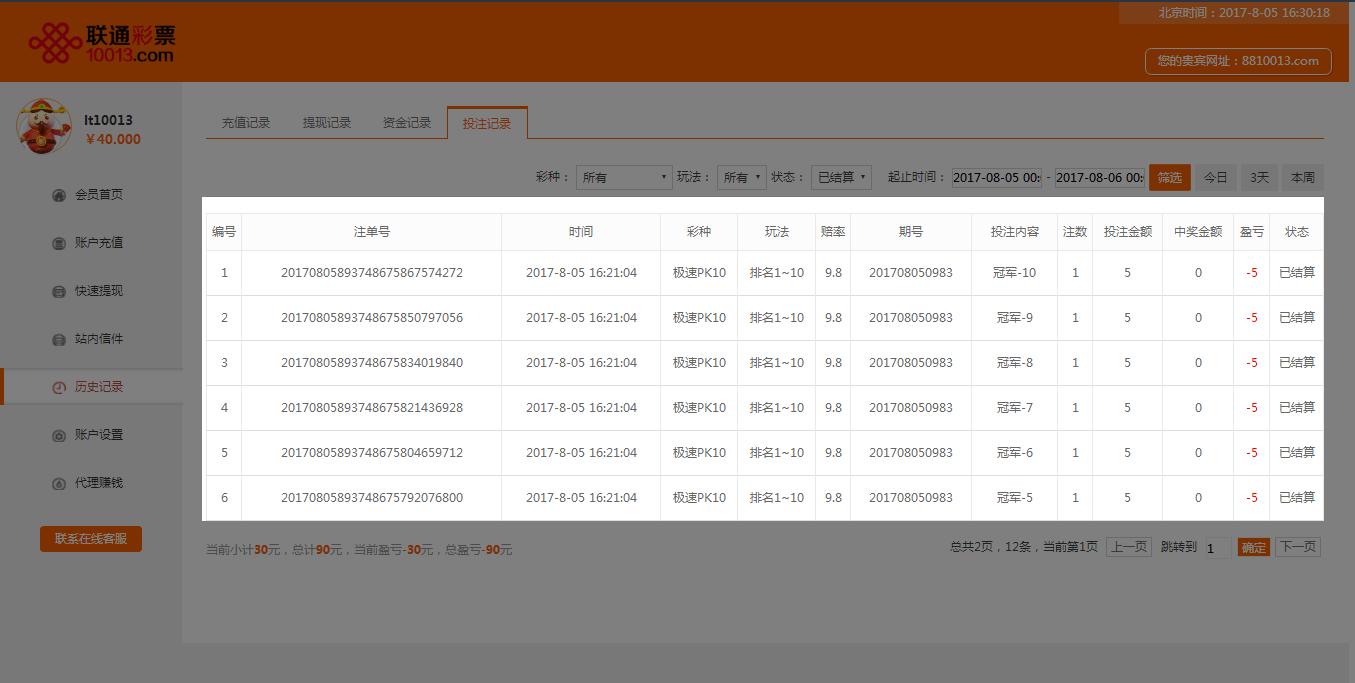 北京时间：2017-8-05 16:30:18
联通彩票
10013.com
您的贵宾网址：8810013.com
lt10013
￥40.000
充值记录 提现记录 资金记录 投注记录
会员首页
账户充值
快速提现
站内信件
历史记录
账户设置
代理赚钱
联系在线客服
彩种： 所有 玩法： 所有 状态： 已结算 起止时间： 2017-08-05 00: - 2017-08-06 00: 筛选 今日 3天 本周
编号 注单号 时间 彩种 玩法 赔率 期号 投注内容 注数 投注金额 中奖金额 盈亏 状态
1 20170805893748675867574272 2017-8-05 16:21:04 极速PK10 排名1~10 9.8 201708050983 冠军-10 1 5 0 -5 已结算
2 20170805893748675850797056 2017-8-05 16:21:04 极速PK10 排名1~10 9.8 201708050983 冠军-9 1 5 0 -5 已结算
3 20170805893748675834019840 2017-8-05 16:21:04 极速PK10 排名1~10 9.8 201708050983 冠军-8 1 5 0 -5 已结算
4 20170805893748675821436928 2017-8-05 16:21:04 极速PK10 排名1~10 9.8 201708050983 冠军-7 1 5 0 -5 已结算
5 20170805893748675804659712 2017-8-05 16:21:04 极速PK10 排名1~10 9.8 201708050983 冠军-6 1 5 0 -5 已结算
6 20170805893748675792076800 2017-8-05 16:21:04 极速PK10 排名1~10 9.8 201708050983 冠军-5 1 5 0 -5 已结算
当前小计30元，总计90元，当前盈亏-30元，总盈亏-90元
总共2页，12条，当前第1页 上一页 跳转到 1 确定 下一页